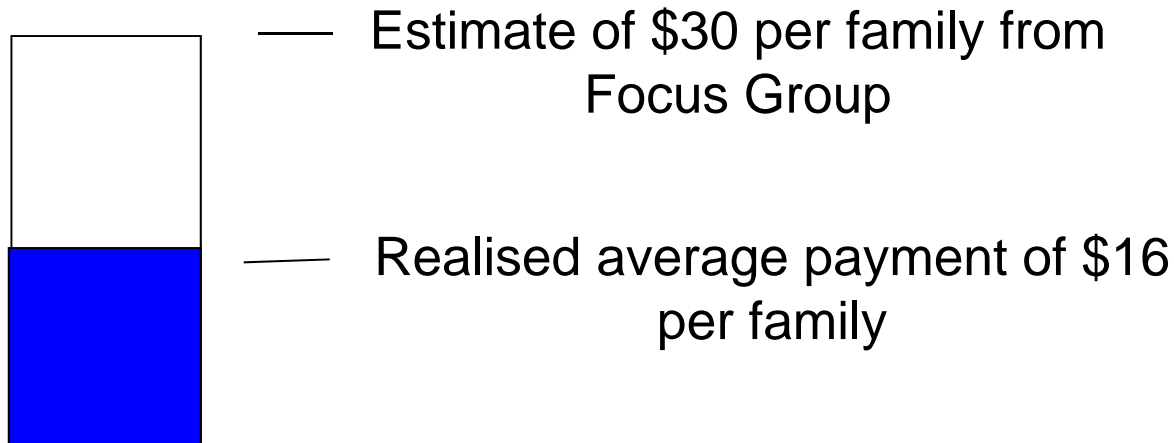 Estimate of $30 per family from
Focus Group
Realised average payment of $16
per family